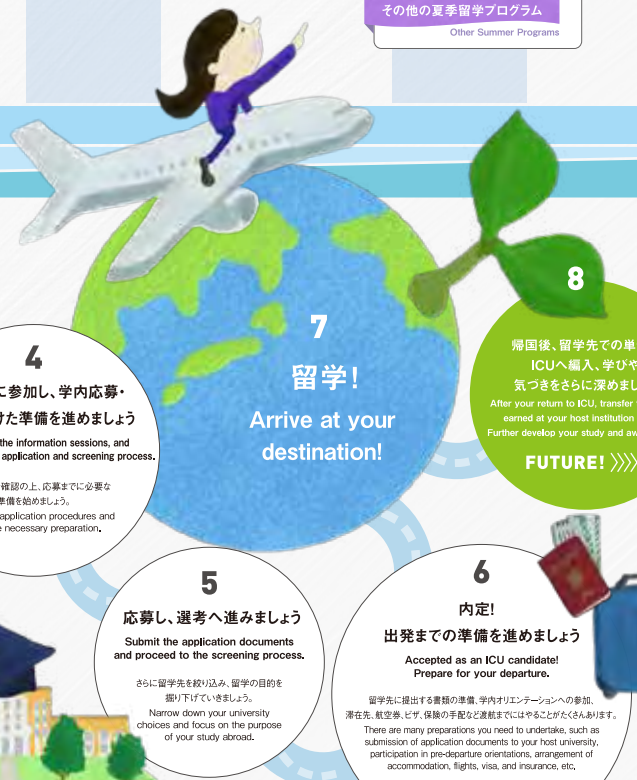 その他の夏季留学プログラム
Other Summer Programs
7
留学!
Arrive at your
destination!
8
帰国後、留学先での単
ICUへ編入、学びや
気づきをさらに深めまし
After your return to ICU, transfer
earned at your host institution
Further develop your study and aw
FUTURE! 》》
4
に参加し、学内応募・
けた準備を進めましょう
the information sessions, and
application and screening process.
確認の上、応募までに必要な
準備を始めましょう。
application procedures and
necessary preparation.
5
応募し、選考へ進みましょう
Submit the application documents
and proceed to the screening process.
さらに留学先を絞り込み、留学の目的を
掘り下げていきましょう。
Narrow down your university
choices and focus on the purpose
of your study abroad.
6
内定!
出発までの準備を進めましょう
Accepted as an ICU candidate!
Prepare for your departure.
留学先に提出する書類の準備、学内オリエンテーションへの参加、
滞在先、航空券、ビザ、保険の手配など渡航までにはやることがたくさんあります。
There are many preparations you need to undertake, such as
submission of application documents to your host university,
participation in pre-departure orientations, arrangement of
accommodation, flights, visa, and insurance, etc.